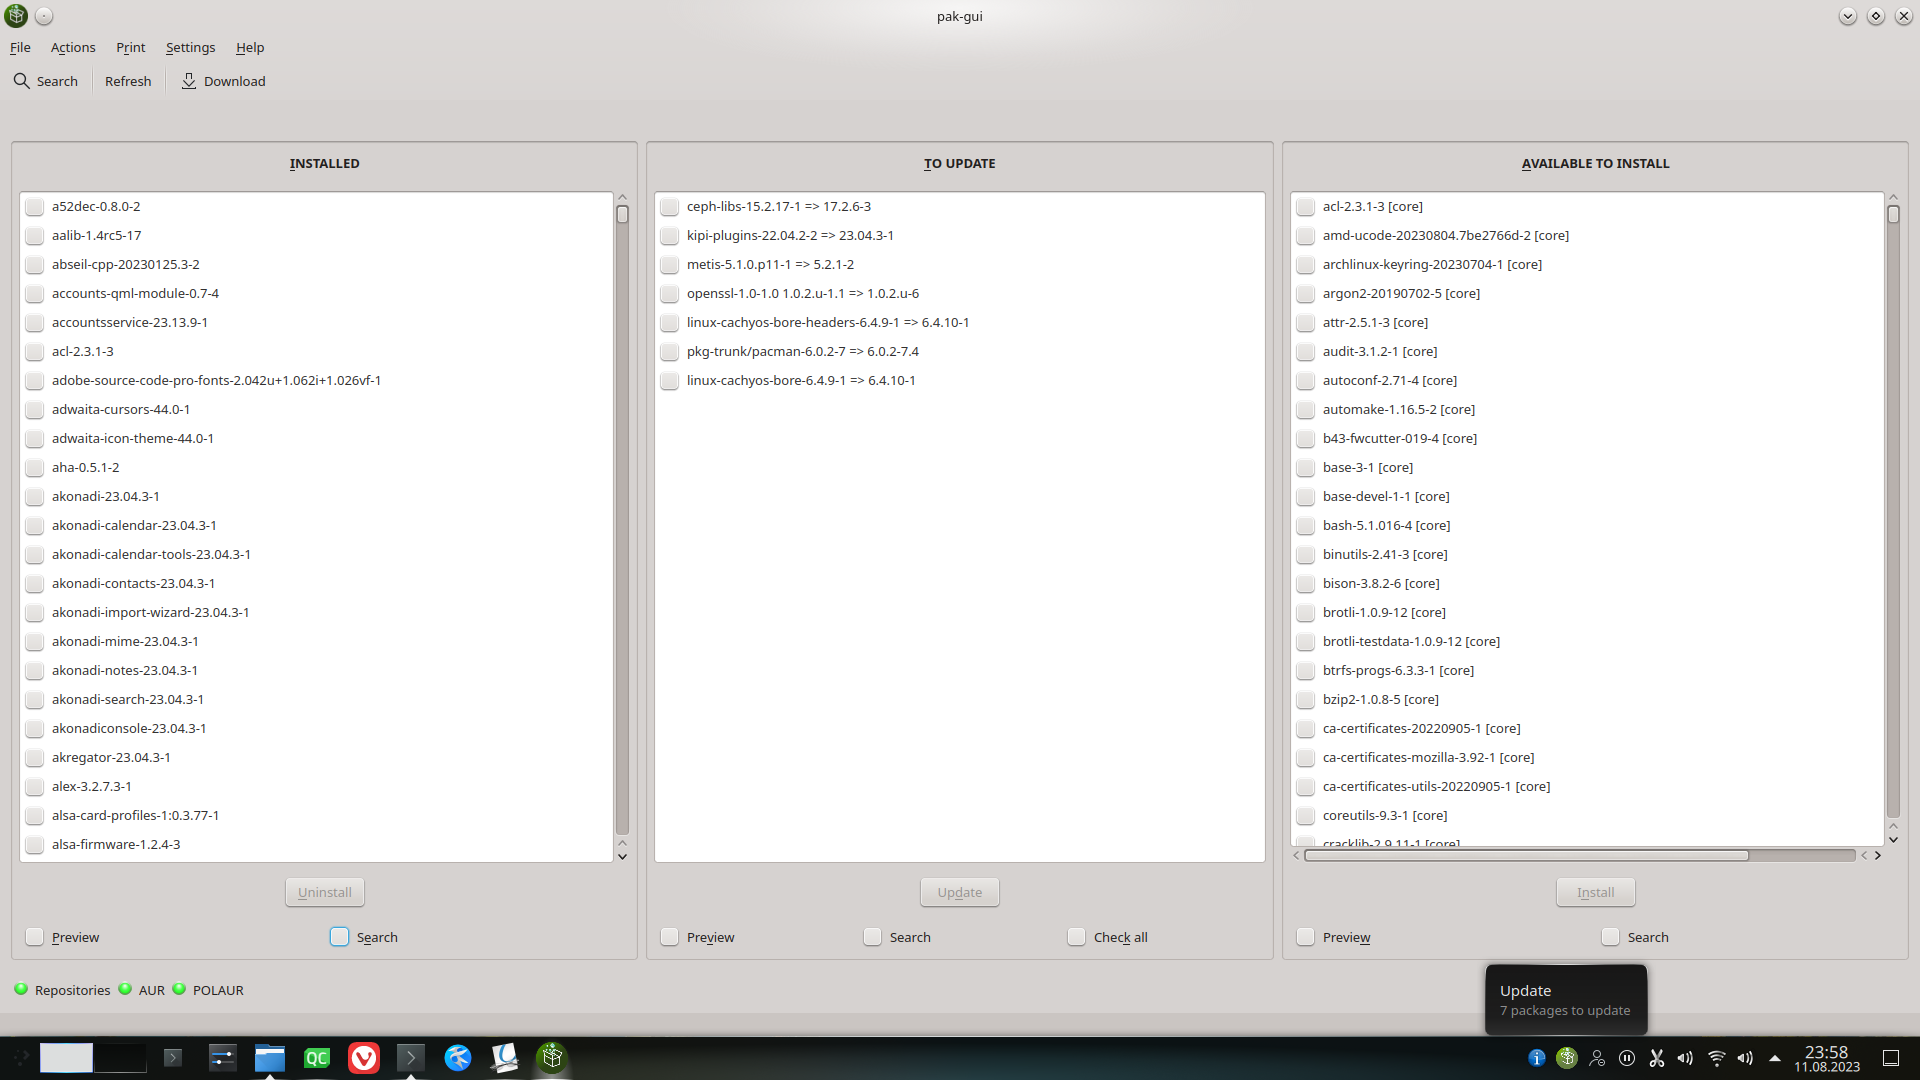 pak-gui
File Actions Print Settings Help
Search Refresh Download
INSTALLED
a52dec-0.8.0-2
aalib-1.4rc5-17
abseil-cpp-20230125.3-2
accounts-qml-module-0.7-4
accountsservice-23.13.9-1
acl-2.3.1-3
adobe-source-code-pro-fonts-2.042u+1.062i+1.026vf-1
adwaita-cursors-44.0-1
adwaita-icon-theme-44.0-1
aha-0.5.1-2
akonadi-23.04.3-1
akonadi-calendar-23.04.3-1
akonadi-calendar-tools-23.04.3-1
akonadi-contacts-23.04.3-1
akonadi-import-wizard-23.04.3-1
akonadi-mime-23.04.3-1
akonadi-notes-23.04.3-1
akonadi-search-23.04.3-1
akonadiconsole-23.04.3-1
akregator-23.04.3-1
alex-3.2.7.3-1
alsa-card-profiles-1:0.3.77-1
alsa-firmware-1.2.4-3
Uninstall
Preview Search
TO UPDATE
ceph-libs-15.2.17-1 => 17.2.6-3
kipi-plugins-22.04.2-2 => 23.04.3-1
metis-5.1.0.p11-1 => 5.2.1-2
openssl-1.0-1.0 1.0.2.u-1.1 => 1.0.2.u-6
linux-cachyos-bore-headers-6.4.9-1 => 6.4.10-1
pkg-trunk/pacman-6.0.2-7 => 6.0.2-7.4
linux-cachyos-bore-6.4.9-1 => 6.4.10-1
Update
Preview Search Check all
AVAILABLE TO INSTALL
acl-2.3.1-3 [core]
amd-ucode-20230804.7be2766d-2 [core]
archlinux-keyring-20230704-1 [core]
argon2-20190702-5 [core]
attr-2.5.1-3 [core]
audit-3.1.2-1 [core]
autoconf-2.71-4 [core]
automake-1.16.5-2 [core]
b43-fwcutter-019-4 [core]
base-3-1 [core]
base-devel-1-1 [core]
bash-5.1.016-4 [core]
binutils-2.41-3 [core]
bison-3.8.2-6 [core]
brotli-1.0.9-12 [core]
brotli-testdata-1.0.9-12 [core]
btrfs-progs-6.3.3-1 [core]
bzip2-1.0.8-5 [core]
ca-certificates-20220905-1 [core]
ca-certificates-mozilla-3.92-1 [core]
ca-certificates-utils-20220905-1 [core]
coreutils-9.3-1 [core]
cracklib-2.9.11-1 [core]
Install
Preview Search
Repositories AUR POLAUR
Update
7 packages to update
QC
23:58
11.08.2023